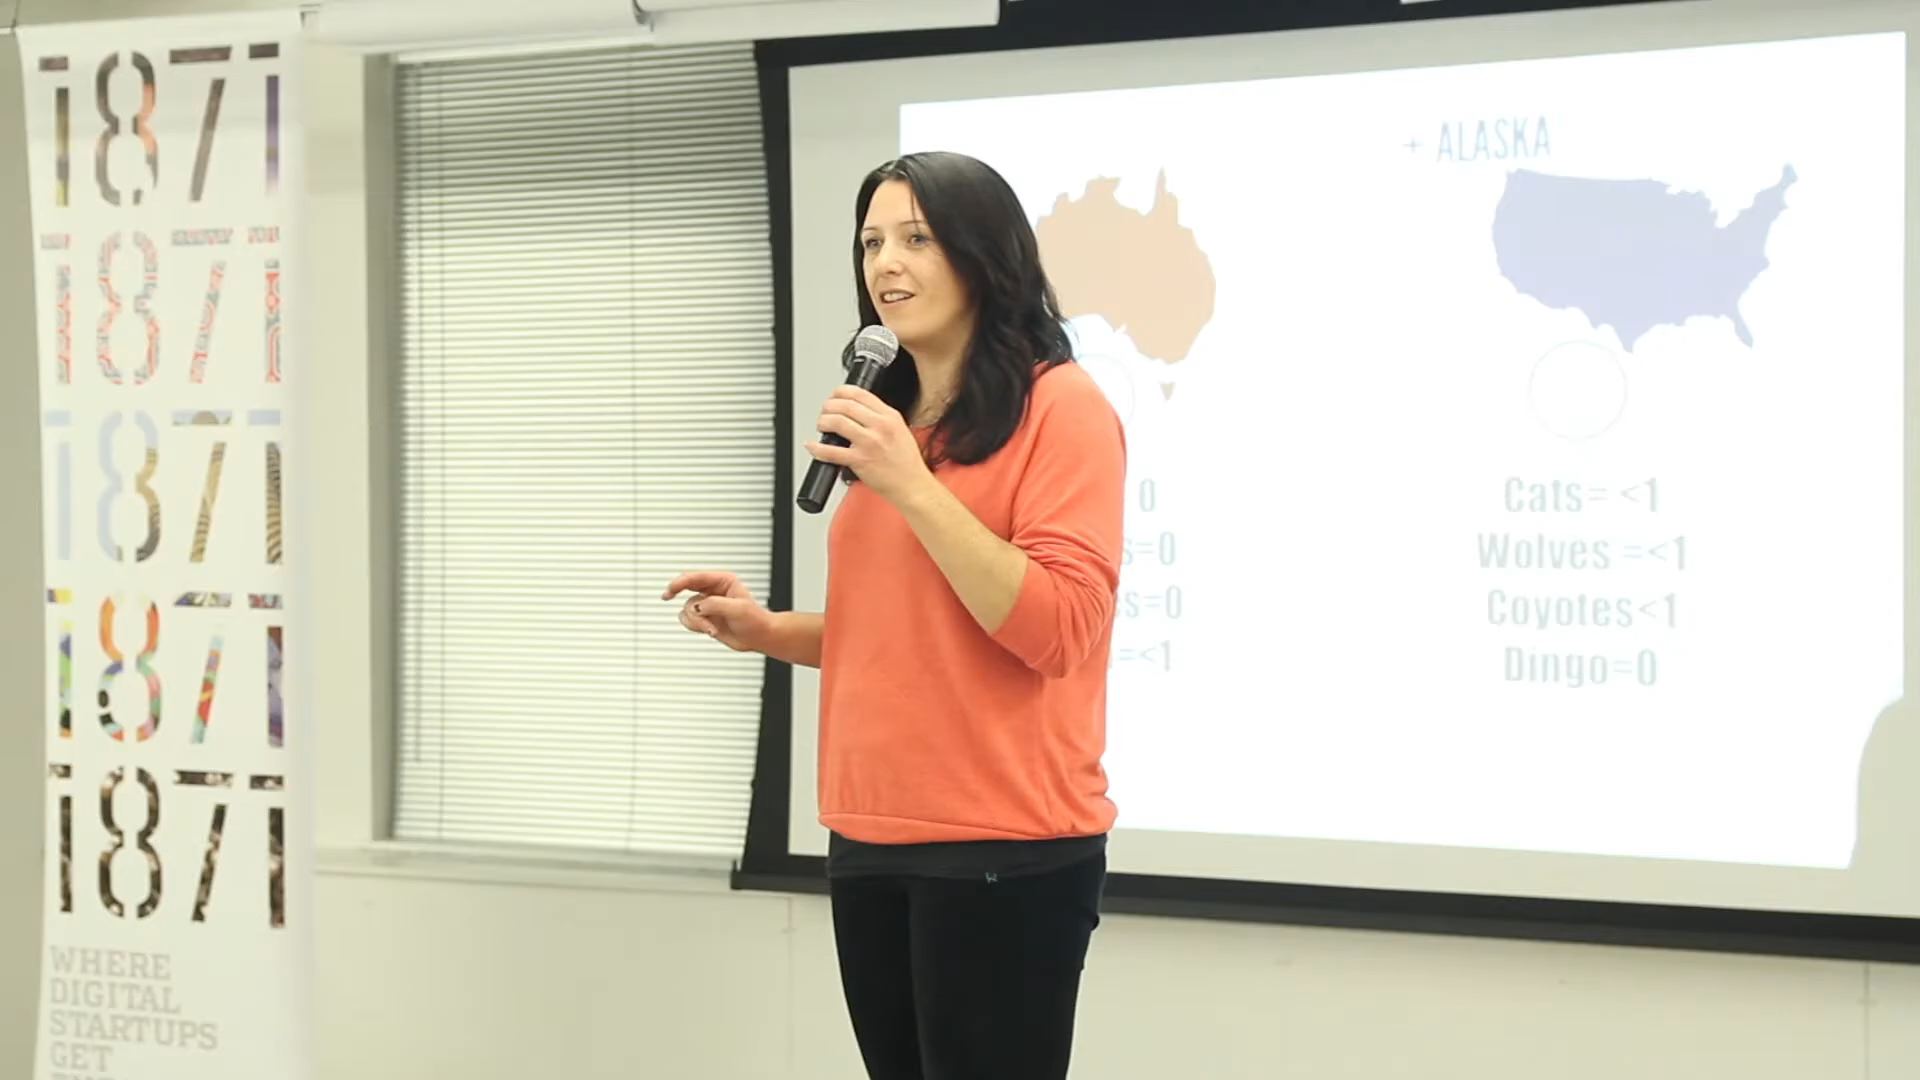 1871
1871
1871
1871
1871
WHERE
DIGITAL
STARTUPS
GET
+ ALASKA
0
s=0
s=0
=<1
Cats= <1
Wolves =<1
Coyotes<1
Dingo=0